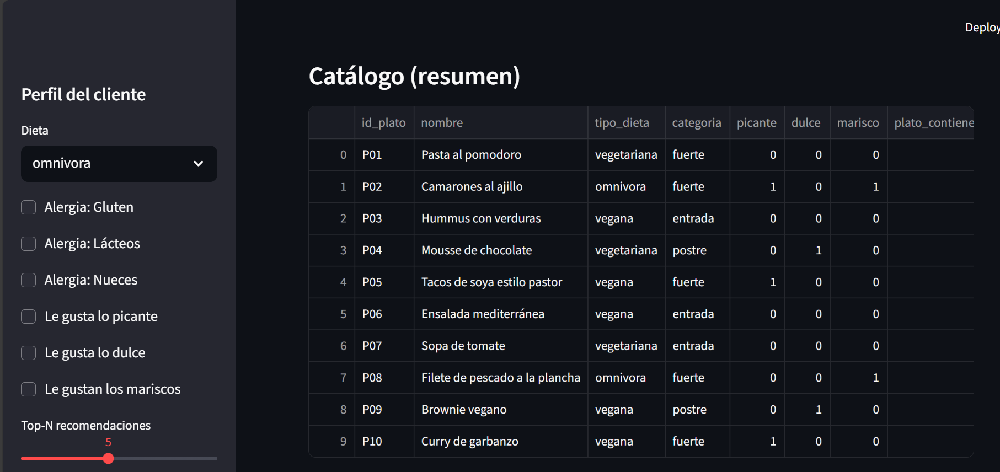 Deploy
Perfil del cliente
Dieta
omnivora
Alergia: Gluten
Alergia: Lácteos
Alergia: Nueces
Le gusta lo picante
Le gusta lo dulce
Le gustan los mariscos
Top-N recomendaciones
5
Catálogo (resumen)
id_plato nombre tipo_dieta categoria picante dulce marisco plato_contiene
0 P01 Pasta al pomodoro vegetariana fuerte 0 0 0
1 P02 Camarones al ajillo omnivora fuerte 1 0 1
2 P03 Hummus con verduras vegana entrada 0 0 0
3 P04 Mousse de chocolate vegetariana postre 0 1 0
4 P05 Tacos de soya estilo pastor vegana fuerte 1 0 0
5 P06 Ensalada mediterránea vegana entrada 0 0 0
6 P07 Sopa de tomate vegetariana entrada 0 0 0
7 P08 Filete de pescado a la plancha omnivora fuerte 0 0 1
8 P09 Brownie vegano vegana postre 0 1 0
9 P10 Curry de garbanzo vegana fuerte 1 0 0